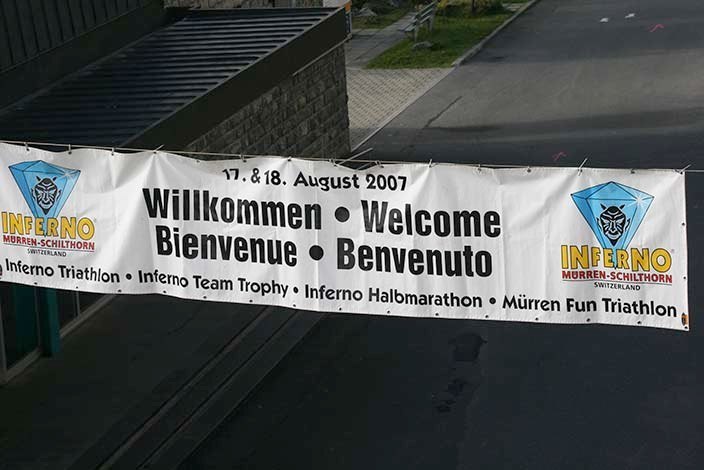 17. & 18. August 2007
Willkommen • Welcome
Bienvenue • Benvenuto
Inferno Triathlon • Inferno Team Trophy • Inferno Halbmarathon • Mürren Fun Triathlon
INFERNO®
MÜRREN-SCHILTHORN
SWITZERLAND
INFERNO®
MÜRREN-SCHILTHORN
SWITZERLAND